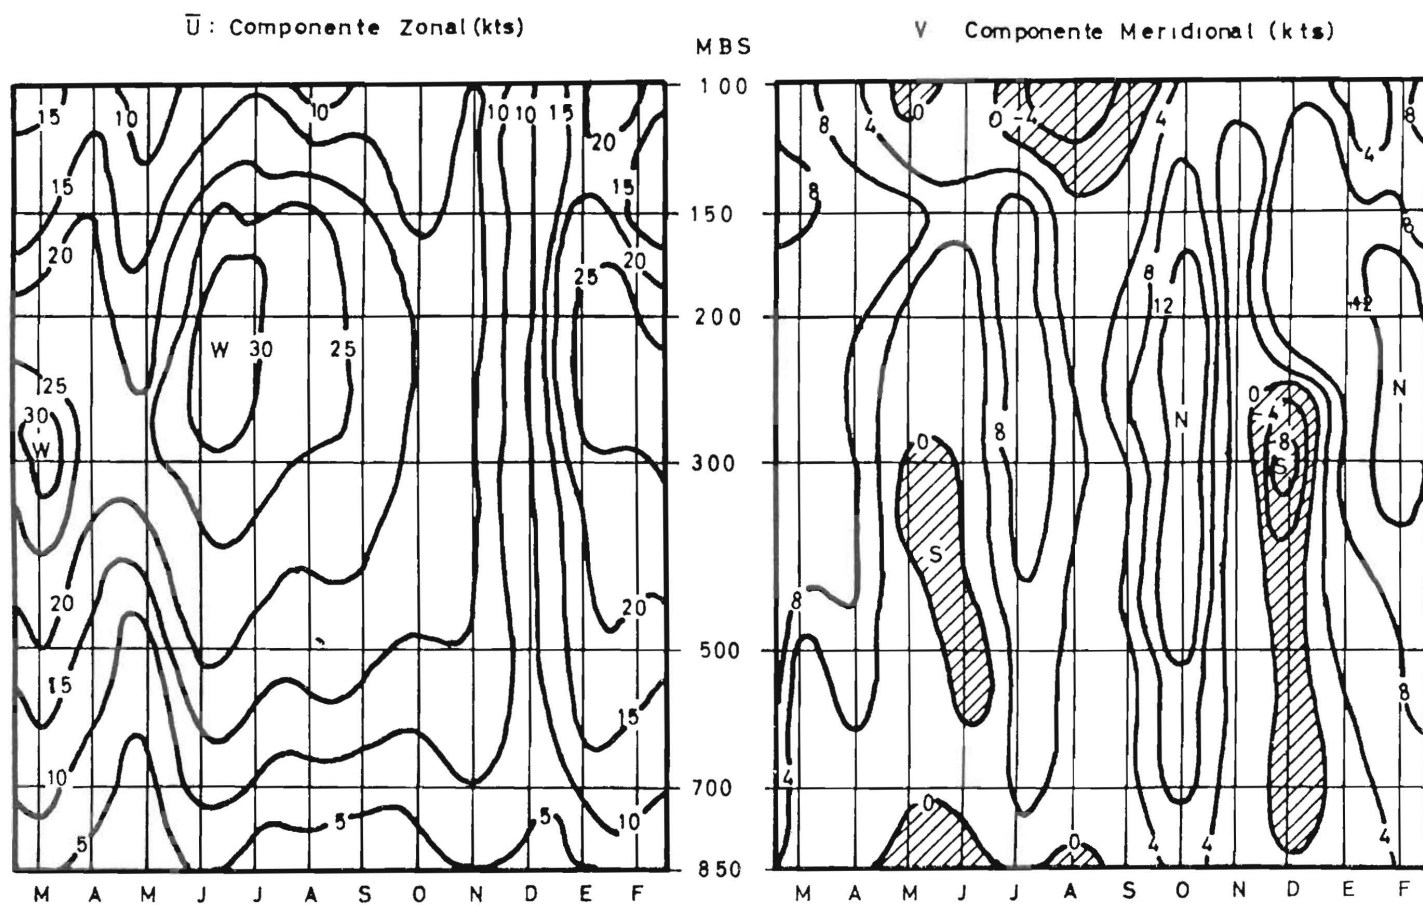 U̅: Componente Zonal (kts)
V Componente Meridional (kts)
MBS
100
150
200
300
500
700
850
15 10 10 10 10 15 20
15 15
20 25 20
W 30 25
25
30
W
20 20
15 15
10 10
5 5 5
M A M J J A S O N D E F
8 4 0 0 -4 4 4 8
8 8
8
12 12
N N
0
-4
8 0 -8
S
S
8
8
4
0 0 4 4 4
M A M J J A S O N D E F